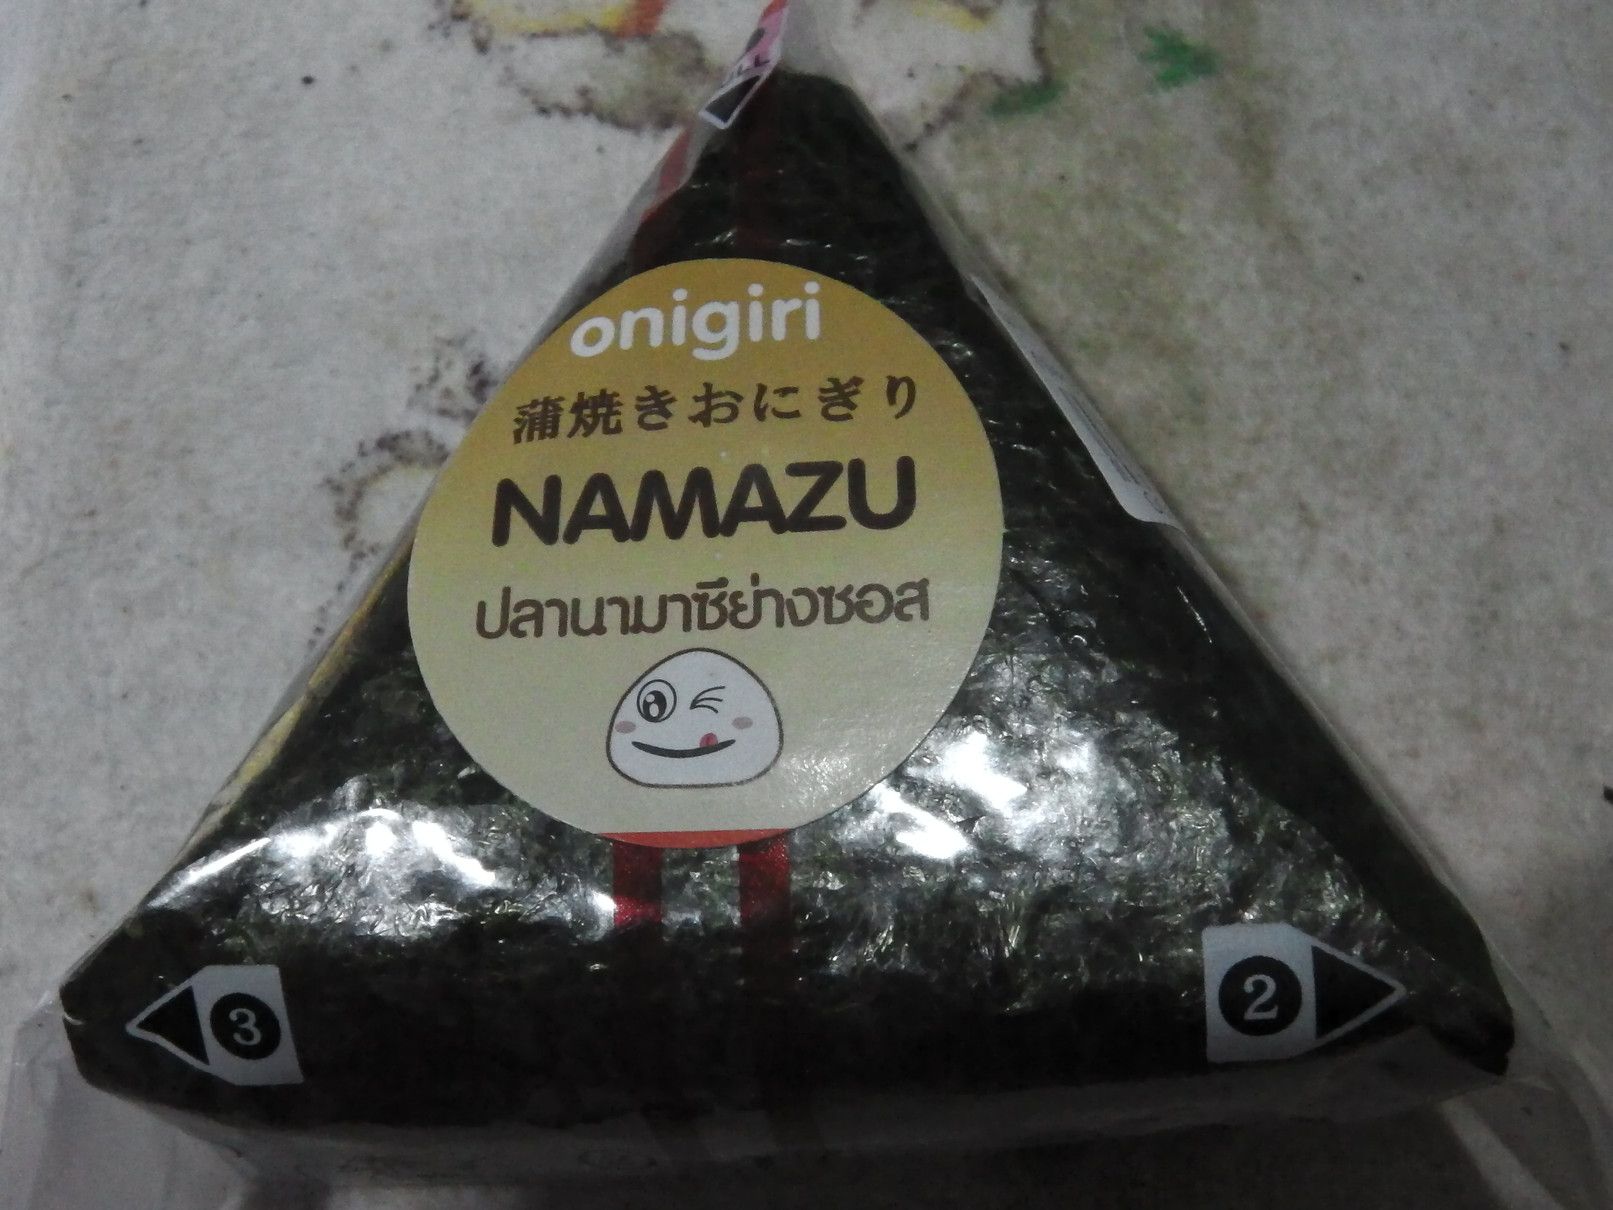 onigiri
蒲焼きおにぎり
NAMAZU
ปลานามาซึย่างซอส
3
2